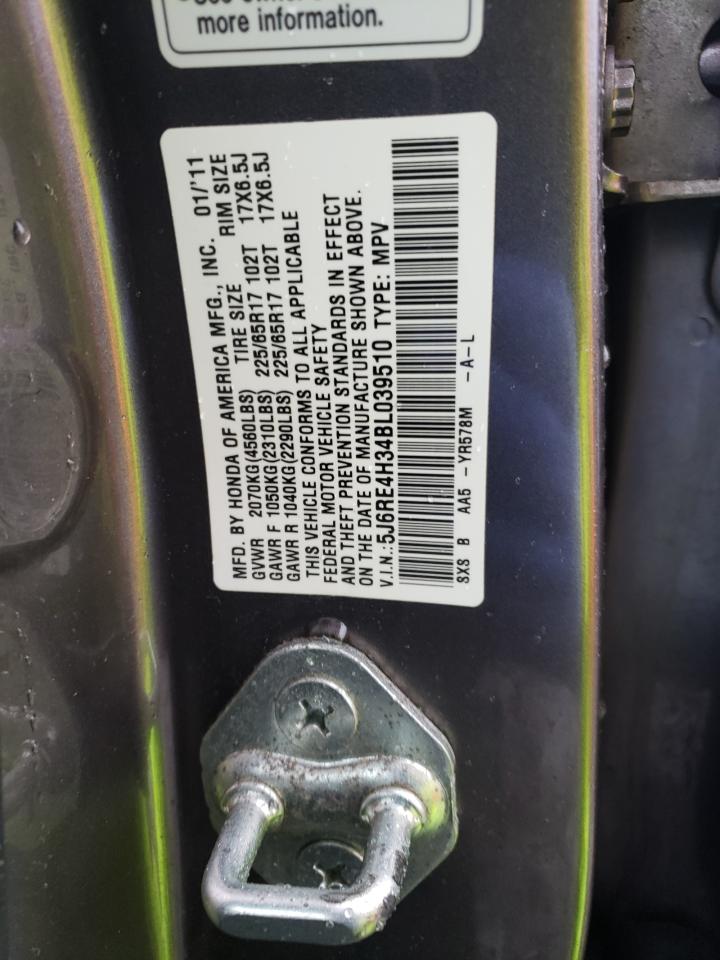 more information.
MFD. BY HONDA OF AMERICA MFG., INC. 01/'11
GVWR 2070KG(4560LBS) TIRE SIZE RIM SIZE
GAWR F 1050KG(2310LBS) 225/65R17 102T 17X6.5J
GAWR R 1040KG(2290LBS) 225/65R17 102T 17X6.5J
THIS VEHICLE CONFORMS TO ALL APPLICABLE
FEDERAL MOTOR VEHICLE SAFETY
AND THEFT PREVENTION STANDARDS IN EFFECT
ON THE DATE OF MANUFACTURE SHOWN ABOVE.
V.I.N.:5J6RE4H34BL039510 TYPE: MPV
SXS B AA5 - YR578M - A - L